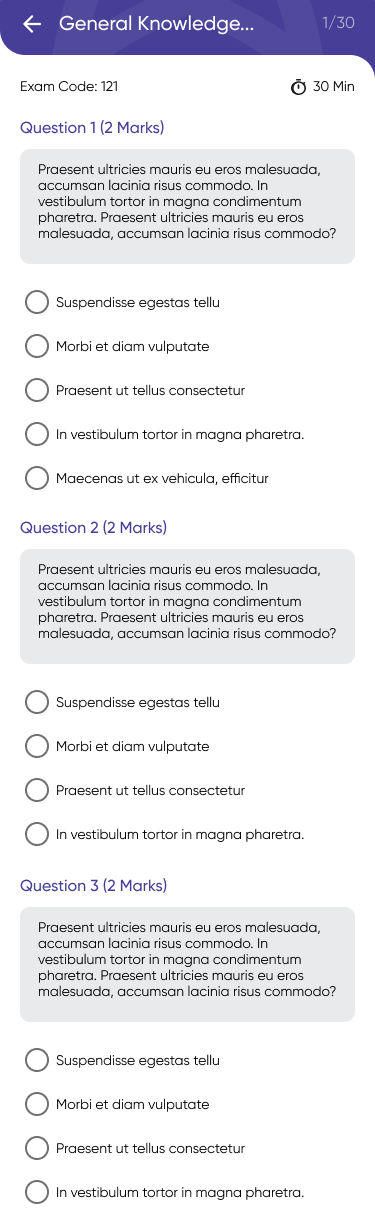 General Knowledge...
1/30
Exam Code: 121
30 Min
Question 1 (2 Marks)
Praesent ultricies mauris eu eros malesuada,
accumsan lacinia risus commodo. In
vestibulum tortor in magna condimentum
pharetra. Praesent ultricies mauris eu eros
malesuada, accumsan lacinia risus commodo?
Suspendisse egestas tellu
Morbi et diam vulputate
Praesent ut tellus consectetur
In vestibulum tortor in magna pharetra.
Maecenas ut ex vehicula, efficitur
Question 2 (2 Marks)
Praesent ultricies mauris eu eros malesuada,
accumsan lacinia risus commodo. In
vestibulum tortor in magna condimentum
pharetra. Praesent ultricies mauris eu eros
malesuada, accumsan lacinia risus commodo?
Suspendisse egestas tellu
Morbi et diam vulputate
Praesent ut tellus consectetur
In vestibulum tortor in magna pharetra.
Question 3 (2 Marks)
Praesent ultricies mauris eu eros malesuada,
accumsan lacinia risus commodo. In
vestibulum tortor in magna condimentum
pharetra. Praesent ultricies mauris eu eros
malesuada, accumsan lacinia risus commodo?
Suspendisse egestas tellu
Morbi et diam vulputate
Praesent ut tellus consectetur
In vestibulum tortor in magna pharetra.